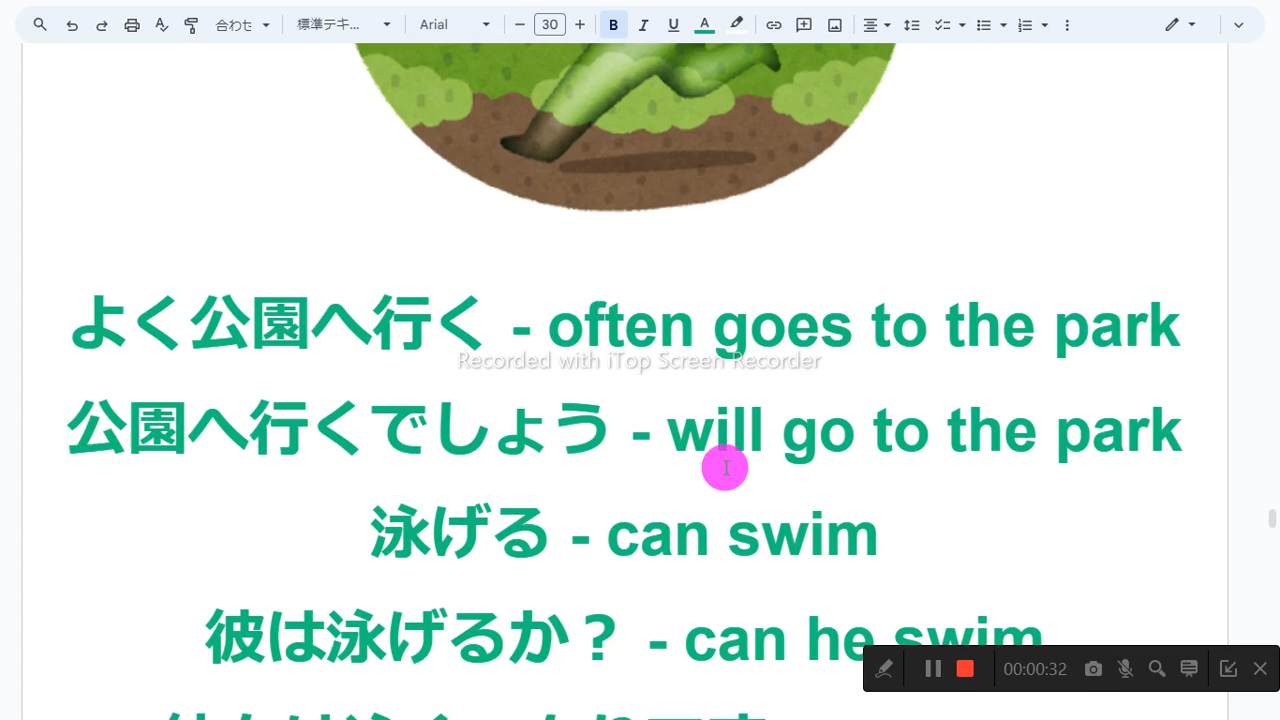 合わせ 標準テキ... Arial 30 B I U A
よく公園へ行く - often goes to the park
Recorded with iTop Screen Recorder
公園へ行くでしょう - will go to the park
泳げる - can swim
彼は泳げるか？ - can he swim
00:00:32